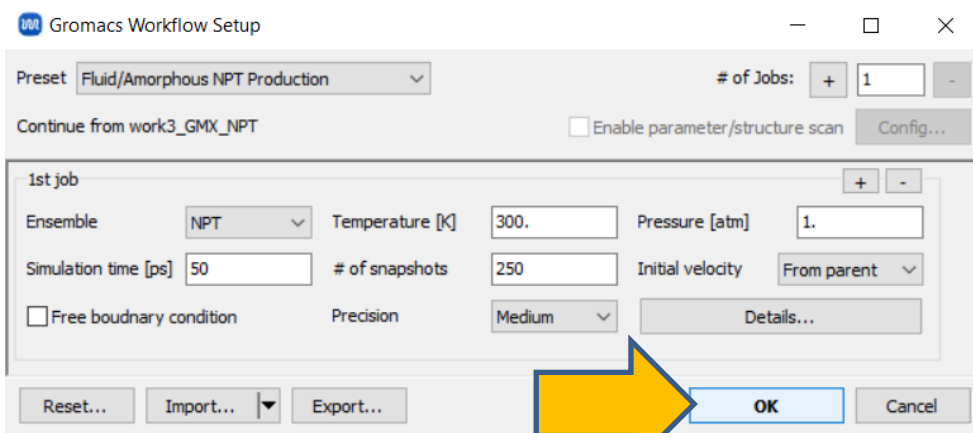 Gromacs Workflow Setup
Preset Fluid/Amorphous NPT Production # of Jobs: + 1 -
Continue from work3_GMX_NPT Enable parameter/structure scan Config...
1st job + -
Ensemble NPT Temperature [K] 300. Pressure [atm] 1.
Simulation time [ps] 50 # of snapshots 250 Initial velocity From parent
Free boudnary condition Precision Medium Details...
Reset... Import... Export... OK Cancel